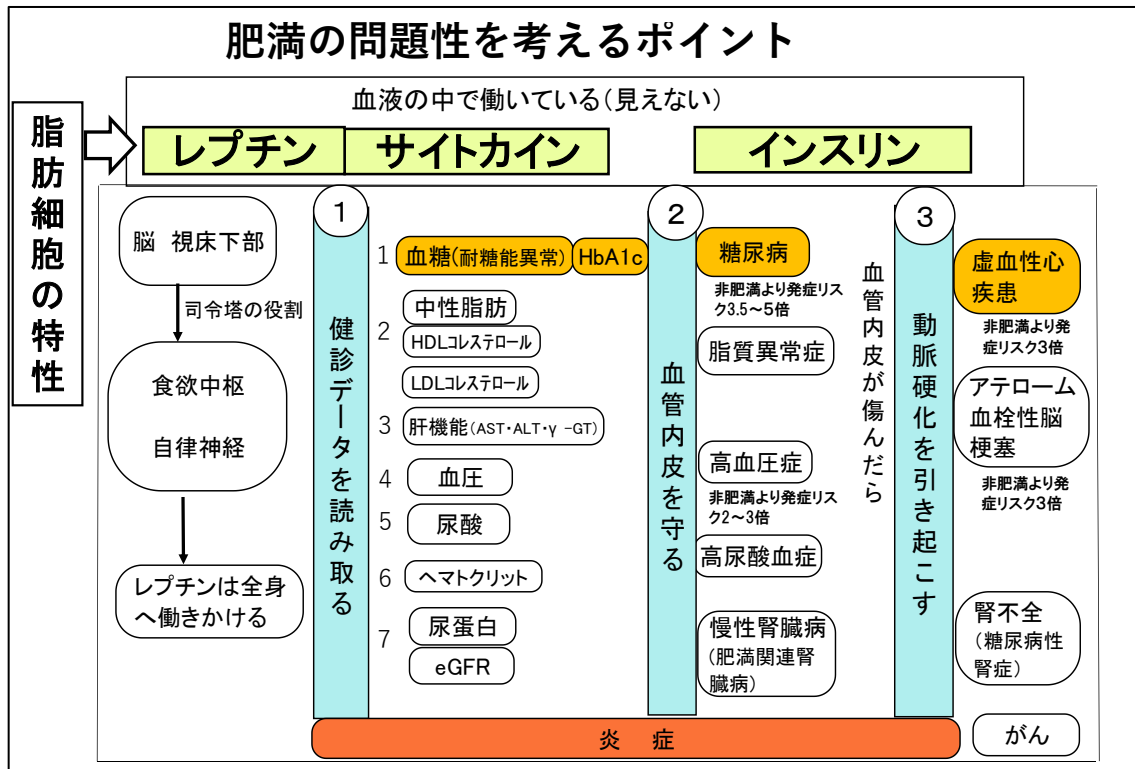 肥満の問題性を考えるポイント
脂肪細胞の特性
血液の中で働いている(見えない)
レプチン
サイトカイン
インスリン
脳 視床下部
司令塔の役割
食欲中枢
自律神経
レプチンは全身
へ働きかける
1
健診データを読み取る
1 血糖(耐糖能異常) HbA1c
2 中性脂肪
HDLコレステロール
LDLコレステロール
3 肝機能(AST・ALT・γ-GT)
4 血圧
5 尿酸
6 ヘマトクリット
7 尿蛋白
eGFR
2
血管内皮を守る
糖尿病
非肥満より発症リス
ク3.5~5倍
脂質異常症
高血圧症
非肥満より発症リス
ク2~3倍
高尿酸血症
慢性腎臓病
(肥満関連腎
臓病)
血管内皮が傷んだら
3
動脈硬化を引き起こす
虚血性心
疾患
非肥満より発
症リスク3倍
アテローム
血栓性脳
梗塞
非肥満より発
症リスク3倍
腎不全
(糖尿病性
腎症)
がん
炎 症